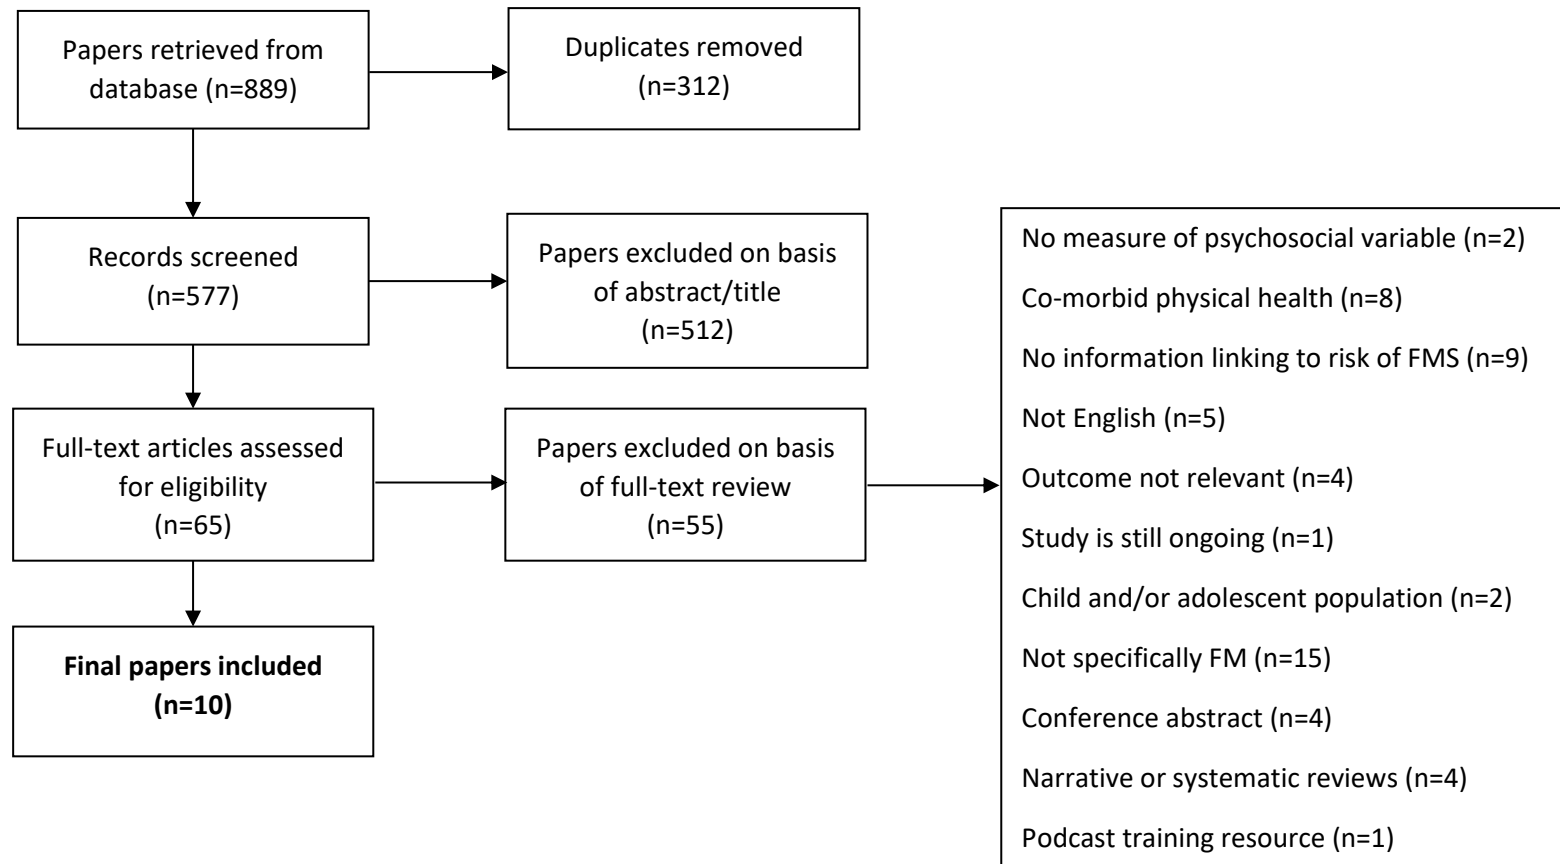 Papers retrieved from
database (n=889)
Duplicates removed
(n=312)
Records screened
(n=577)
Papers excluded on basis
of abstract/title
(n=512)
Full-text articles assessed
for eligibility
(n=65)
Papers excluded on basis
of full-text review
(n=55)
No measure of psychosocial variable (n=2)
Co-morbid physical health (n=8)
No information linking to risk of FMS (n=9)
Not English (n=5)
Outcome not relevant (n=4)
Study is still ongoing (n=1)
Child and/or adolescent population (n=2)
Not specifically FM (n=15)
Conference abstract (n=4)
Narrative or systematic reviews (n=4)
Podcast training resource (n=1)
Final papers included
(n=10)